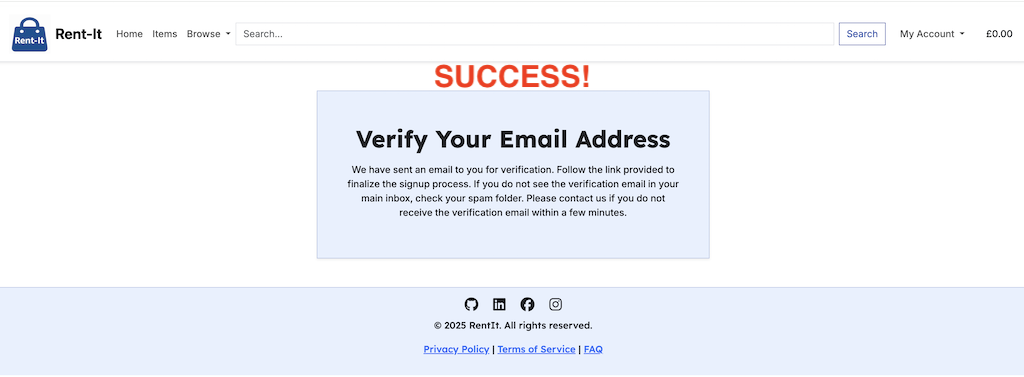 Rent-It Rent-It Home Items Browse Search... Search My Account £0.00
SUCCESS!
Verify Your Email Address
We have sent an email to you for verification. Follow the link provided to
finalize the signup process. If you do not see the verification email in your
main inbox, check your spam folder. Please contact us if you do not
receive the verification email within a few minutes.
© 2025 RentIt. All rights reserved.
Privacy Policy | Terms of Service | FAQ